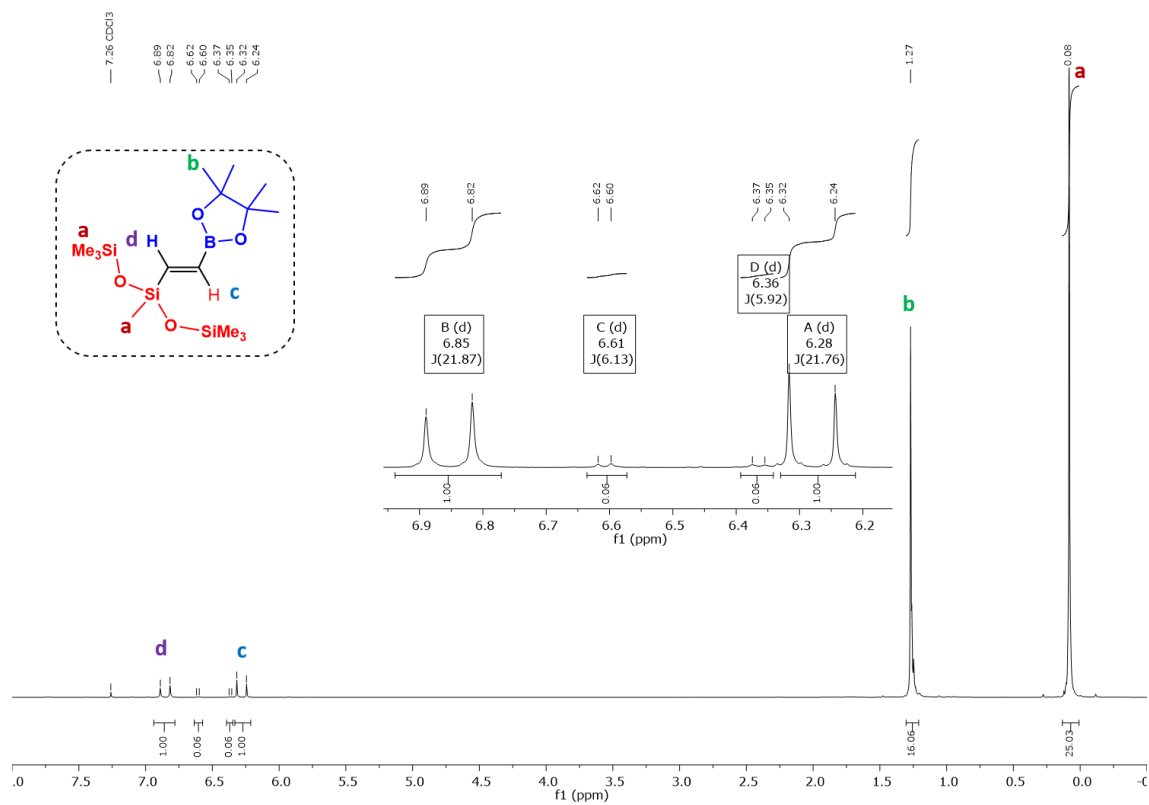 7.26 CDCl3
6.89
6.82
6.62
6.60
6.37
6.35
6.32
6.24
1.27
0.08
a
b
O
B
O
a
d
H
Me3Si
O
Si
H
c
a
O
SiMe3
6.89
6.82
6.62
6.60
6.37
6.35
6.32
6.24
D (d)
6.36
J(5.92)
B (d)
6.85
J(21.87)
C (d)
6.61
J(6.13)
A (d)
6.28
J(21.76)
1.00
0.06
0.06
1.00
6.9 6.8 6.7 6.6 6.5 6.4 6.3 6.2
f1 (ppm)
b
d
c
1.00
0.06
0.06
1.00
16.06
25.03
.0 7.5 7.0 6.5 6.0 5.5 5.0 4.5 4.0 3.5 3.0 2.5 2.0 1.5 1.0 0.5 0.0 -0
f1 (ppm)